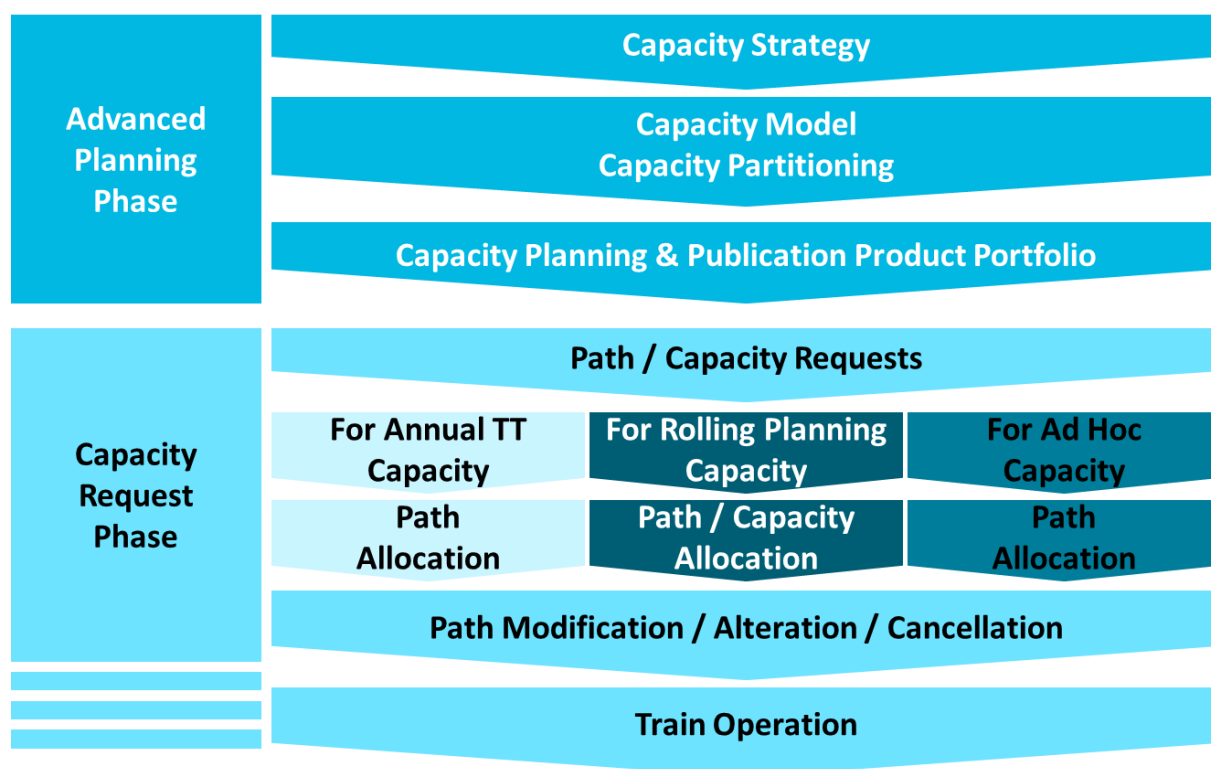 Advanced
Planning
Phase
Capacity Strategy
Capacity Model
Capacity Partitioning
Capacity Planning & Publication Product Portfolio
Capacity
Request
Phase
Path / Capacity Requests
For Annual TT
Capacity
For Rolling Planning
Capacity
For Ad Hoc
Capacity
Path
Allocation
Path / Capacity
Allocation
Path
Allocation
Path Modification / Alteration / Cancellation
Train Operation